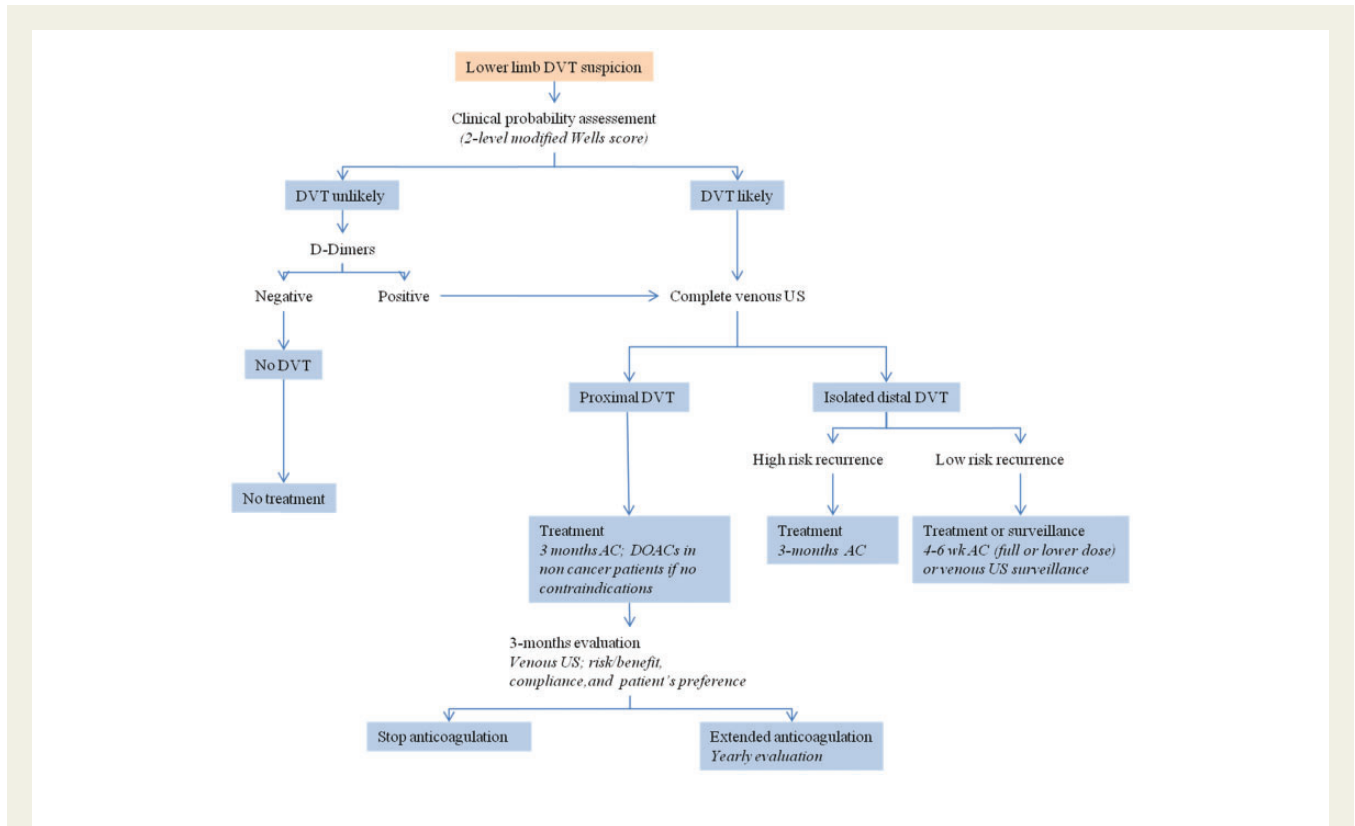 Lower limb DVT suspicion
Clinical probability assessement
(2-level modified Wells score)
DVT unlikely
DVT likely
D-Dimers
Negative
Positive
Complete venous US
No DVT
Proximal DVT
Isolated distal DVT
High risk recurrence
Low risk recurrence
No treatment
Treatment
3 months AC; DOACs in
non cancer patients if no
contraindications
Treatment
3-months AC
Treatment or surveillance
4-6 wk AC (full or lower dose)
or venous US surveillance
3-months evaluation
Venous US; risk/benefit,
compliance,and patient's preference
Stop anticoagulation
Extended anticoagulation
Yearly evaluation